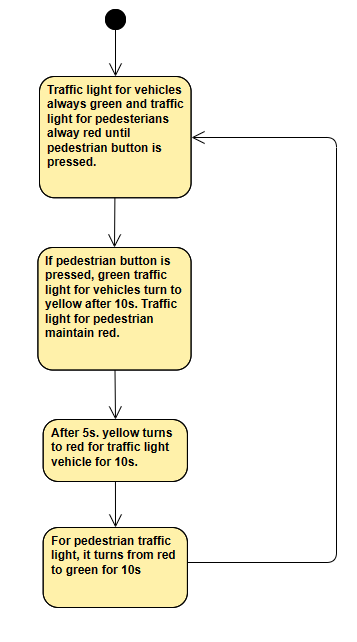 Traffic light for vehicles
always green and traffic
light for pedesterians
alway red until
pedestrian button is
pressed.
If pedestrian button is
pressed, green traffic
light for vehicles turn to
yellow after 10s. Traffic
light for pedestrian
maintain red.
After 5s. yellow turns
to red for traffic light
vehicle for 10s.
For pedestrian traffic
light, it turns from red
to green for 10s